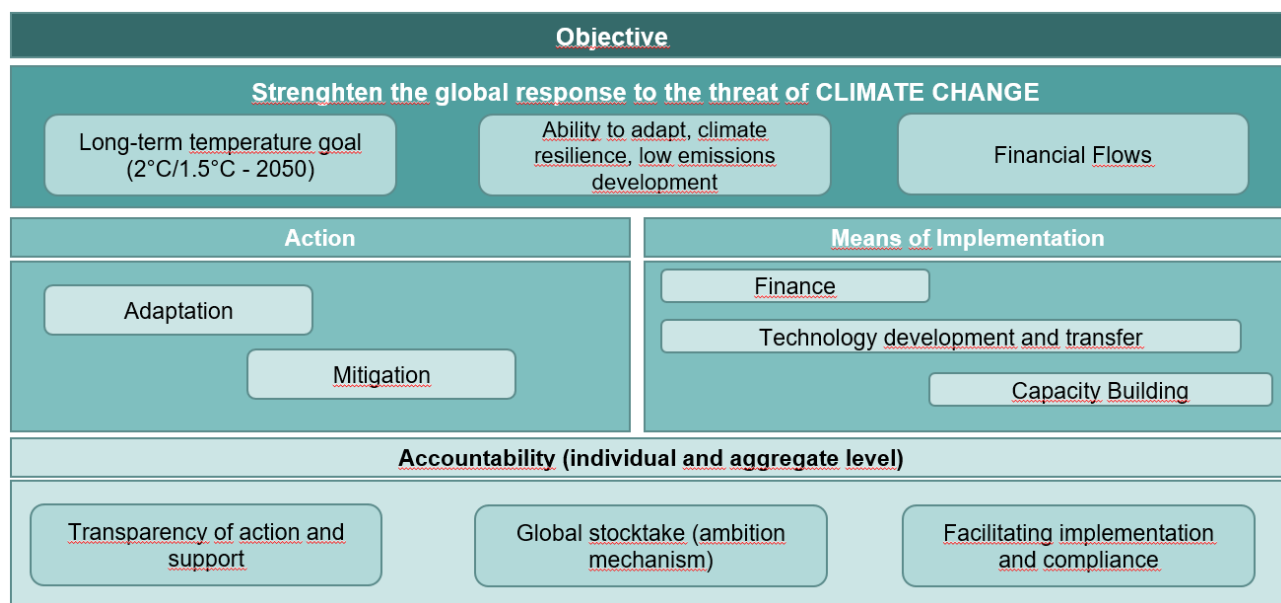 Objective
Strenghten the global response to the threat of CLIMATE CHANGE
Long-term temperature goal
(2°C/1.5°C - 2050)
Ability to adapt, climate
resilience, low emissions
development
Financial Flows
Action
Adaptation
Mitigation
Means of Implementation
Finance
Technology development and transfer
Capacity Building
Accountability (individual and aggregate level)
Transparency of action and
support
Global stocktake (ambition
mechanism)
Facilitating implementation
and compliance